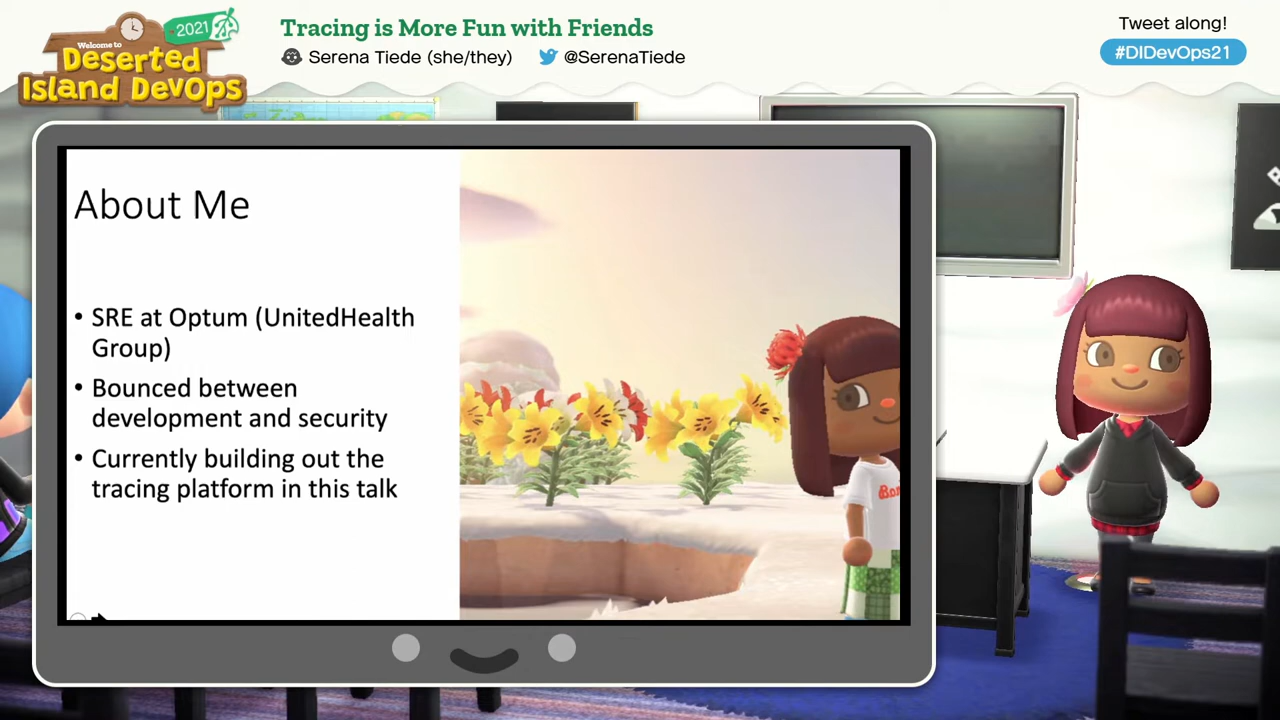 Welcome to
Deserted
Island DevOps
2021
Tracing is More Fun with Friends
Serena Tiede (she/they)
@SerenaTiede
Tweet along!
#DIDevOps21
About Me
• SRE at Optum (UnitedHealth
Group)
• Bounced between
development and security
• Currently building out the
tracing platform in this talk